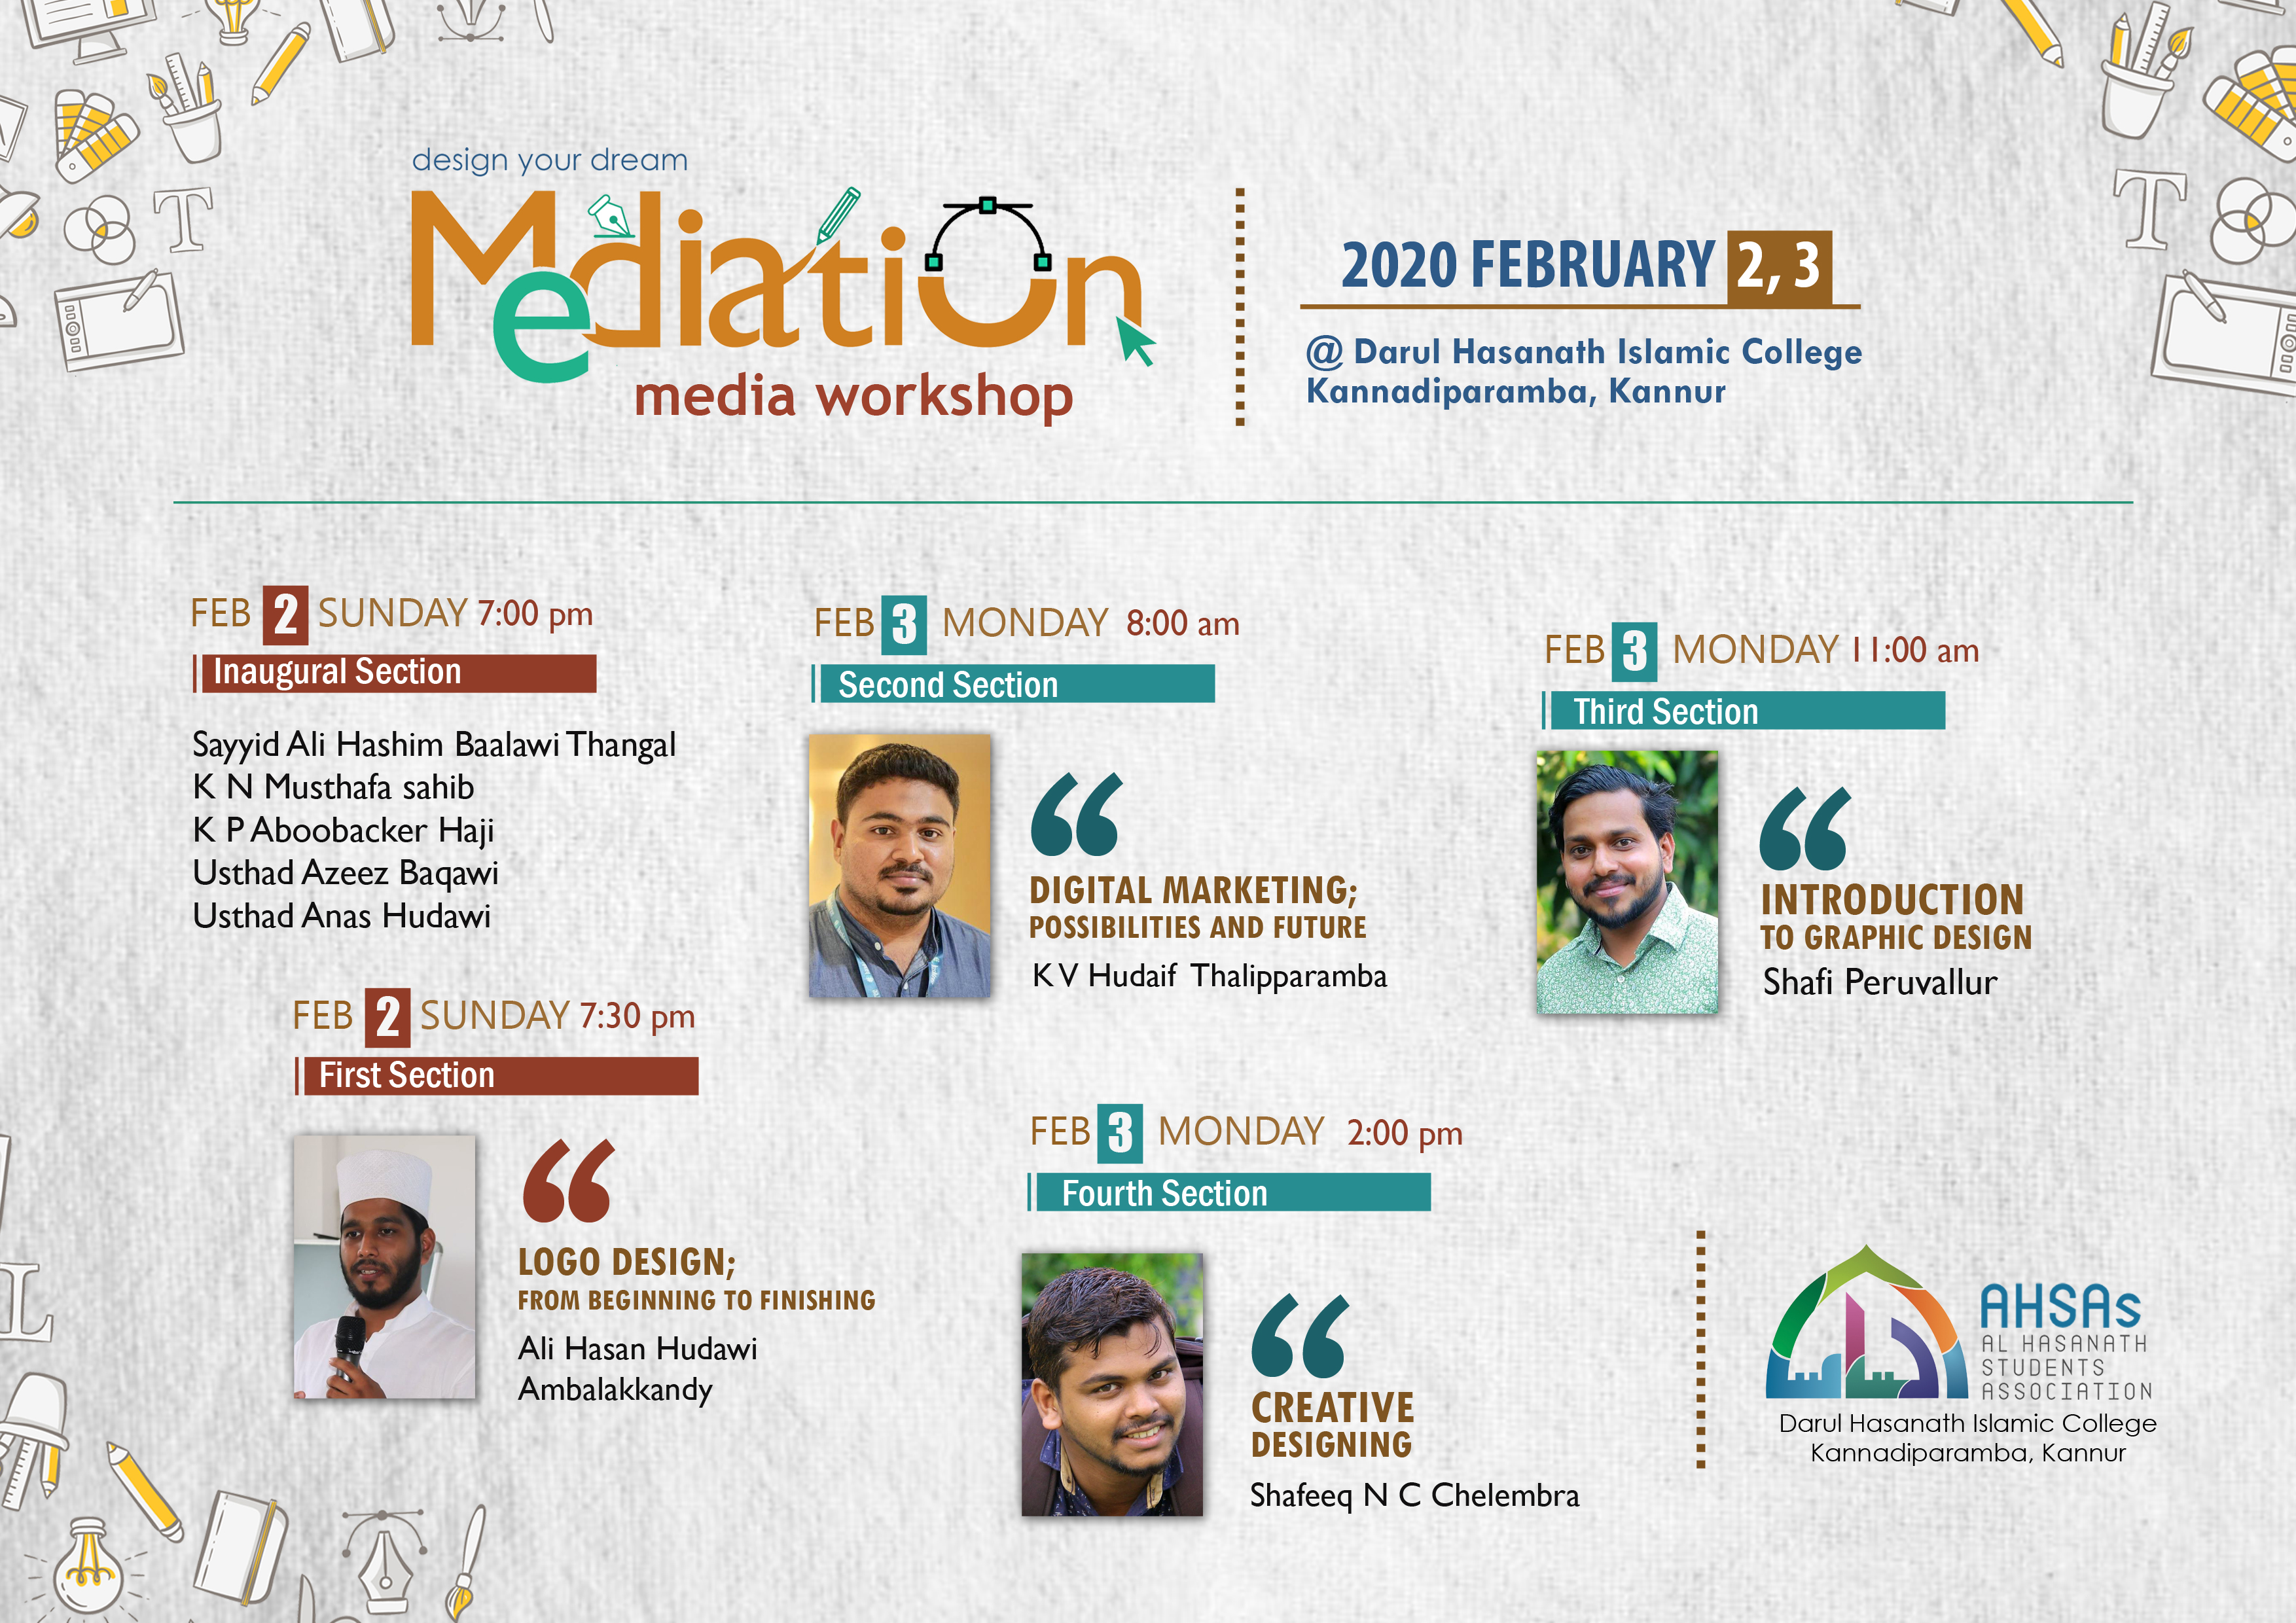 design your dream
Mediation
media workshop
2020 FEBRUARY 2, 3
@ Darul Hasanath Islamic College
Kannadiparamba, Kannur
FEB 2 SUNDAY 7:00 pm
Inaugural Section
Sayyid Ali Hashim Baalawi Thangal
K N Musthafa sahib
K P Aboobacker Haji
Usthad Azeez Baqawi
Usthad Anas Hudawi
FEB 2 SUNDAY 7:30 pm
First Section
“
LOGO DESIGN;
FROM BEGINNING TO FINISHING
Ali Hasan Hudawi
Ambalakkandy
FEB 3 MONDAY 8:00 am
Second Section
“
DIGITAL MARKETING;
POSSIBILITIES AND FUTURE
K V Hudaif Thalipparamba
FEB 3 MONDAY 11:00 am
Third Section
“
INTRODUCTION
TO GRAPHIC DESIGN
Shafi Peruvallur
FEB 3 MONDAY 2:00 pm
Fourth Section
“
CREATIVE
DESIGNING
Shafeeq N C Chelembra
AHSAs
AL HASANATH
STUDENTS
ASSOCIATION
Darul Hasanath Islamic College
Kannadiparamba, Kannur